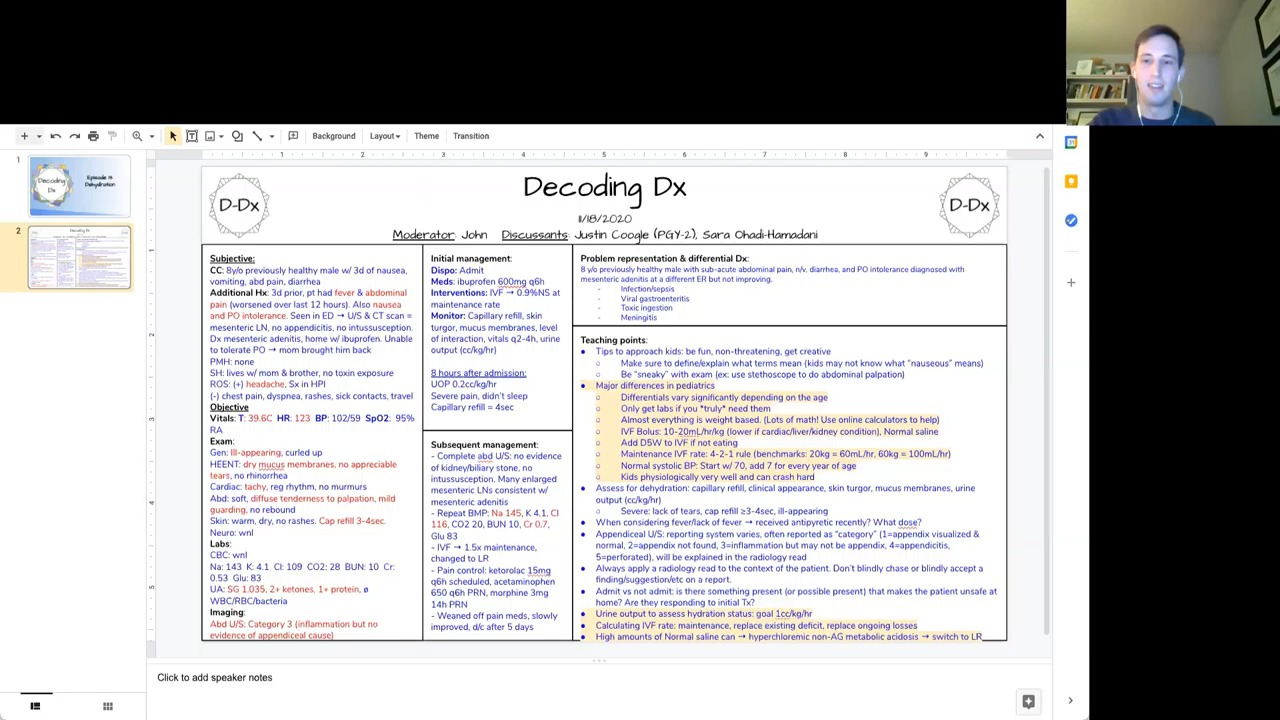 Background
Layout
Theme
Transition
1
2
3
4
5
6
7
8
9
1
Decoding
Dx
Episode 15
Dehydration
2
D-Dx
Decoding Dx
11/18/2020
Moderator: John Discussants: Justin Coogle (PGY-2), Sara Ohadi-Hamadani
D-Dx
Subjective:
CC: 8y/o previously healthy male w/ 3d of nausea,
vomiting, abd pain, diarrhea
Additional Hx: 3d prior, pt had fever & abdominal
pain (worsened over last 12 hours). Also nausea
and PO intolerance. Seen in ED → U/S & CT scan =
mesenteric LN, no appendicitis, no intussusception.
Dx mesenteric adenitis, home w/ ibuprofen. Unable
to tolerate PO → mom brought him back
PMH: none
SH: lives w/ mom & brother, no toxin exposure
ROS: (+) headache, Sx in HPI
(-) chest pain, dyspnea, rashes, sick contacts, travel
Objective
Vitals: T: 39.6C HR: 123 BP: 102/59 SpO2: 95%
RA
Exam:
Gen: Ill-appearing, curled up
HEENT: dry mucus membranes, no appreciable
tears, no rhinorrhea
Cardiac: tachy, reg rhythm, no murmurs
Abd: soft, diffuse tenderness to palpation, mild
guarding, no rebound
Skin: warm, dry, no rashes. Cap refill 3-4sec.
Neuro: wnl
Labs:
CBC: wnl
Na: 143 K: 4.1 Cl: 109 CO2: 28 BUN: 10 Cr:
0.53 Glu: 83
UA: SG 1.035, 2+ ketones, 1+ protein, ø
WBC/RBC/bacteria
Imaging:
Abd U/S: Category 3 (inflammation but no
evidence of appendiceal cause)
Initial management:
Dispo: Admit
Meds: ibuprofen 600mg q6h
Interventions: IVF → 0.9%NS at
maintenance rate
Monitor: Capillary refill, skin
turgor, mucus membranes, level
of interaction, vitals q2-4h, urine
output (cc/kg/hr)
8 hours after admission:
UOP 0.2cc/kg/hr
Severe pain, didn't sleep
Capillary refill = 4sec
Subsequent management:
- Complete abd U/S: no evidence
of kidney/biliary stone, no
intussusception. Many enlarged
mesenteric LNs consistent w/
mesenteric adenitis
- Repeat BMP: Na 145, K 4.1, Cl
116, CO2 20, BUN 10, Cr 0.7,
Glu 83
- IVF → 1.5x maintenance,
changed to LR
- Pain control: ketorolac 15mg
q6h scheduled, acetaminophen
650 q6h PRN, morphine 3mg
14h PRN
- Weaned off pain meds, slowly
improved, d/c after 5 days
Problem representation & differential Dx:
8 y/o previously healthy male with sub-acute abdominal pain, n/v, diarrhea, and PO intolerance diagnosed with
mesenteric adenitis at a different ER but not improving.
- Infection/sepsis
- Viral gastroenteritis
- Toxic ingestion
- Meningitis
Teaching points:
● Tips to approach kids: be fun, non-threatening, get creative
○ Make sure to define/explain what terms mean (kids may not know what "nauseous" means)
○ Be "sneaky" with exam (ex: use stethoscope to do abdominal palpation)
● Major differences in pediatrics
○ Differentials vary significantly depending on the age
○ Only get labs if you *truly* need them
○ Almost everything is weight based. (Lots of math! Use online calculators to help)
○ IVF Bolus: 10-20mL/hr/kg (lower if cardiac/liver/kidney condition), Normal saline
○ Add D5W to IVF if not eating
○ Maintenance IVF rate: 4-2-1 rule (benchmarks: 20kg = 60mL/hr, 60kg = 100mL/hr)
○ Normal systolic BP: Start w/ 70, add 7 for every year of age
○ Kids physiologically very well and can crash hard
● Assess for dehydration: capillary refill, clinical appearance, skin turgor, mucus membranes, urine
output (cc/kg/hr)
○ Severe: lack of tears, cap refill ≥3-4sec, ill-appearing
● When considering fever/lack of fever → received antipyretic recently? What dose?
● Appendiceal U/S: reporting system varies, often reported as "category" (1=appendix visualized &
normal, 2=appendix not found, 3=inflammation but may not be appendix, 4=appendicitis,
5=perforated), will be explained in the radiology read
● Always apply a radiology read to the context of the patient. Don't blindly chase or blindly accept a
finding/suggestion/etc on a report.
● Admit vs not admit: is there something present (or possible present) that makes the patient unsafe at
home? Are they responding to initial Tx?
● Urine output to assess hydration status: goal 1cc/kg/hr
● Calculating IVF rate: maintenance, replace existing deficit, replace ongoing losses
● High amounts of Normal saline can → hyperchloremic non-AG metabolic acidosis → switch to LR
Click to add speaker notes